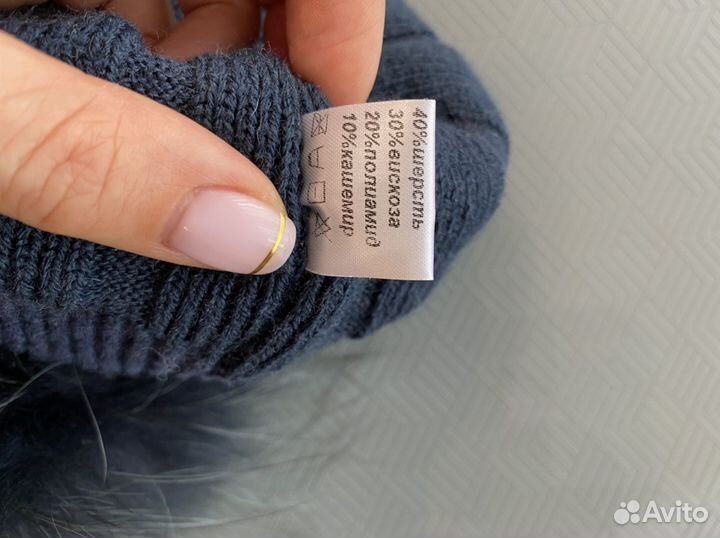 40%шерсть
30%вискоза
20%полиамид
10%кашемир
Avito